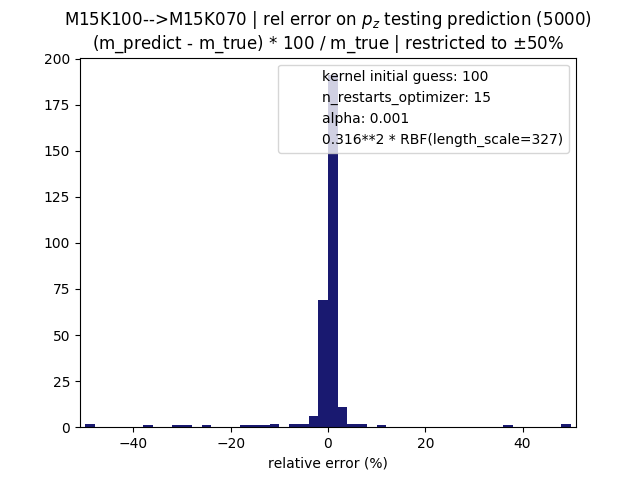 M15K100-->M15K070 | rel error on p_z testing prediction (5000)
(m_predict - m_true) * 100 / m_true | restricted to ±50%
200
175
150
125
100
75
50
25
0
kernel initial guess: 100
n_restarts_optimizer: 15
alpha: 0.001
0.316**2 * RBF(length_scale=327)
−40 −20 0 20 40
relative error (%)